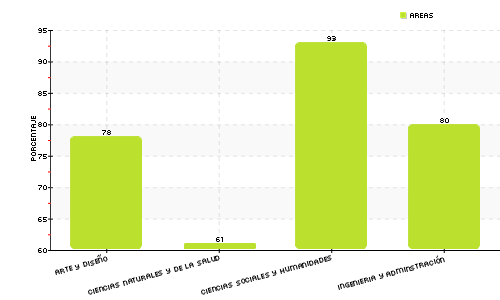 AREAS
PORCENTAJE
95
90
85
80
75
70
65
60
78
61
93
80
ARTE Y DISEÑO
CIENCIAS NATURALES Y DE LA SALUD
CIENCIAS SOCIALES Y HUMANIDADES
INGENIERIA Y ADMINSTRACIÓN